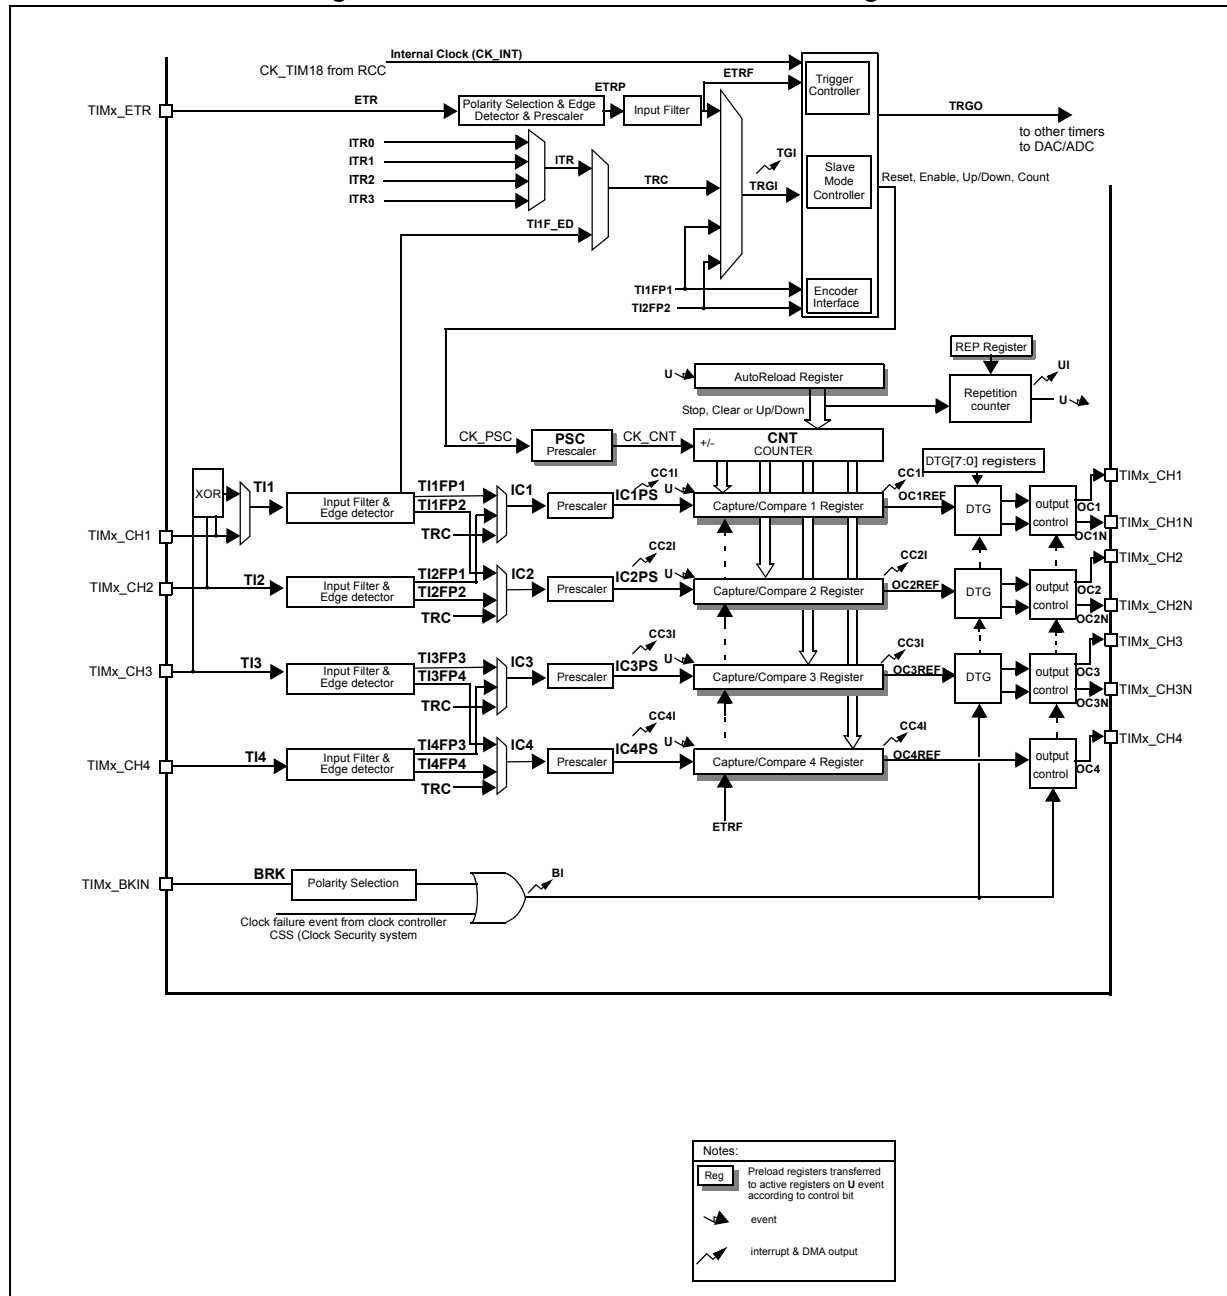 Internal Clock (CK_INT)
CK_TIM18 from RCC
TIMx_ETR
ETR
Polarity Selection & Edge
Detector & Prescaler
ETRP
Input Filter
ETRF
Trigger
Controller
TRGO
to other timers
to DAC/ADC
ITR0
ITR1
ITR2
ITR3
ITR
TRC
TGI
TRGI
Slave
Mode
Controller
Reset, Enable, Up/Down, Count
TI1F_ED
TI1FP1
TI2FP2
Encoder
Interface
REP Register
U
AutoReload Register
UI
Repetition
counter
U
Stop, Clear or Up/Down
CK_PSC
PSC
Prescaler
CK_CNT
+/-
CNT
COUNTER
DTG[7:0] registers
XOR
TI1
Input Filter &
Edge detector
TI1FP1
TI1FP2
TRC
IC1
Prescaler
IC1PS
CC1I
U
Capture/Compare 1 Register
CC1I
OC1REF
DTG
output
control
OC1
OC1N
TIMx_CH1
TIMx_CH1N
TIMx_CH1
TIMx_CH2
TI2
Input Filter &
Edge detector
TI2FP1
TI2FP2
TRC
IC2
Prescaler
IC2PS
CC2I
U
Capture/Compare 2 Register
CC2I
OC2REF
DTG
output
control
OC2
OC2N
TIMx_CH2
TIMx_CH2N
TIMx_CH3
TI3
Input Filter &
Edge detector
TI3FP3
TI3FP4
TRC
IC3
Prescaler
IC3PS
CC3I
U
Capture/Compare 3 Register
CC3I
OC3REF
DTG
output
control
OC3
OC3N
TIMx_CH3
TIMx_CH3N
TIMx_CH4
TI4
Input Filter &
Edge detector
TI4FP3
TI4FP4
TRC
IC4
Prescaler
IC4PS
CC4I
U
Capture/Compare 4 Register
CC4I
OC4REF
output
control
OC4
TIMx_CH4
ETRF
TIMx_BKIN
BRK
Polarity Selection
BI
Clock failure event from clock controller
CSS (Clock Security system
Notes:
Reg
Preload registers transferred
to active registers on U event
according to control bit
event
interrupt & DMA output